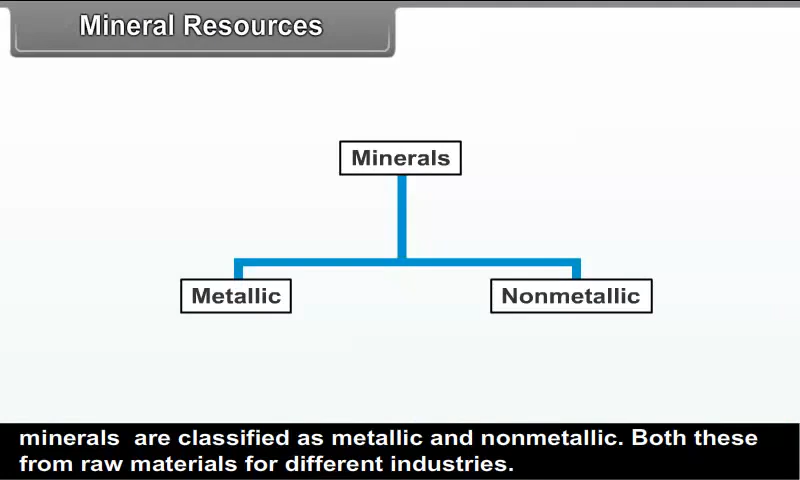 Mineral Resources
Minerals
Metallic
Nonmetallic
minerals  are classified as metallic and nonmetallic. Both these
from raw materials for different industries.